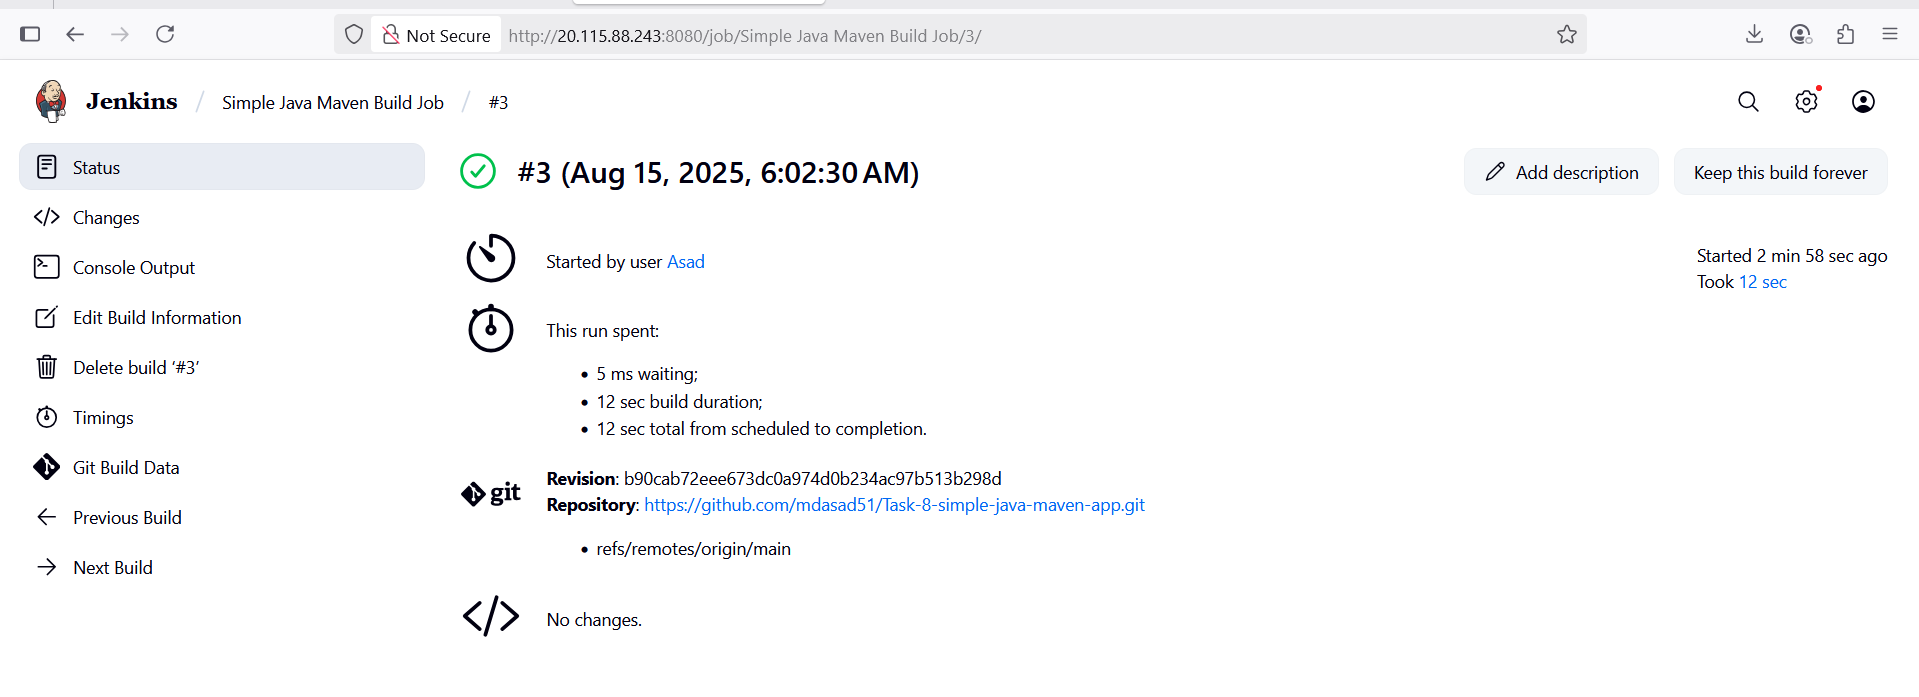 Not Secure http://20.115.88.243:8080/job/Simple Java Maven Build Job/3/
Jenkins / Simple Java Maven Build Job / #3
Status
Changes
Console Output
Edit Build Information
Delete build ‘#3’
Timings
Git Build Data
Previous Build
Next Build
#3 (Aug 15, 2025, 6:02:30 AM)
Add description
Keep this build forever
Started by user Asad
Started 2 min 58 sec ago
Took 12 sec
This run spent:
• 5 ms waiting;
• 12 sec build duration;
• 12 sec total from scheduled to completion.
git
Revision: b90cab72eee673dc0a974d0b234ac97b513b298d
Repository: https://github.com/mdasad51/Task-8-simple-java-maven-app.git
• refs/remotes/origin/main
No changes.